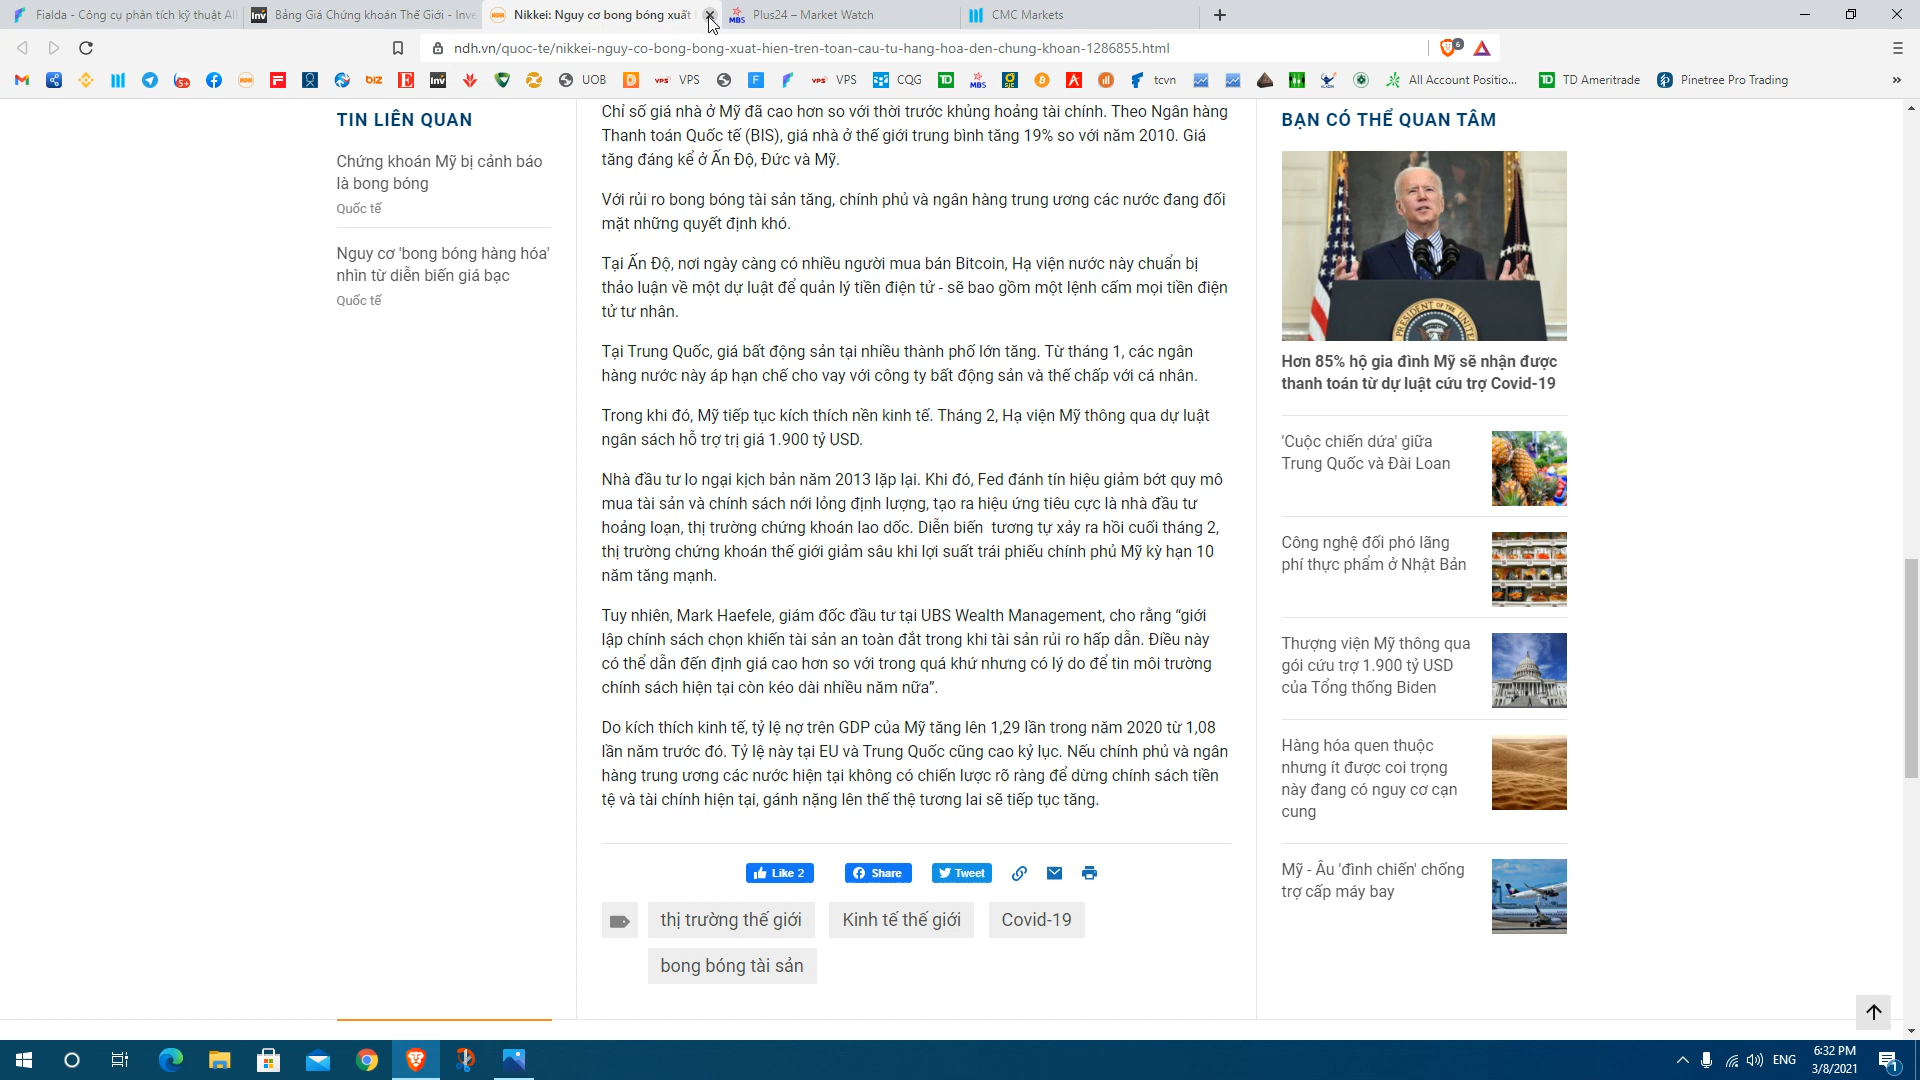 Fialda - Công cụ phân tích kỹ thuật AI
Bảng Giá Chứng khoán Thế Giới - Inve
Nikkei: Nguy cơ bong bóng xuất
Plus24 – Market Watch
CMC Markets
ndh.vn/quoc-te/nikkei-nguy-co-bong-bong-xuat-hien-tren-toan-cau-tu-hang-hoa-den-chung-khoan-1286855.html
UOB
VPS
VPS
CQG
tcvn
All Account Positio...
TD Ameritrade
Pinetree Pro Trading
TIN LIÊN QUAN
Chứng khoán Mỹ bị cảnh báo
là bong bóng
Quốc tế
Nguy cơ 'bong bóng hàng hóa'
nhìn từ diễn biến giá bạc
Quốc tế
Chỉ số giá nhà ở Mỹ đã cao hơn so với thời trước khủng hoảng tài chính. Theo Ngân hàng
Thanh toán Quốc tế (BIS), giá nhà ở thế giới trung bình tăng 19% so với năm 2010. Giá
tăng đáng kể ở Ấn Độ, Đức và Mỹ.
Với rủi ro bong bóng tài sản tăng, chính phủ và ngân hàng trung ương các nước đang đối
mặt những quyết định khó.
Tại Ấn Độ, nơi ngày càng có nhiều người mua bán Bitcoin, Hạ viện nước này chuẩn bị
thảo luận về một dự luật để quản lý tiền điện tử - sẽ bao gồm một lệnh cấm mọi tiền điện
tử tư nhân.
Tại Trung Quốc, giá bất động sản tại nhiều thành phố lớn tăng. Từ tháng 1, các ngân
hàng nước này áp hạn chế cho vay với công ty bất động sản và thế chấp với cá nhân.
Trong khi đó, Mỹ tiếp tục kích thích nền kinh tế. Tháng 2, Hạ viện Mỹ thông qua dự luật
ngân sách hỗ trợ trị giá 1.900 tỷ USD.
Nhà đầu tư lo ngại kịch bản năm 2013 lặp lại. Khi đó, Fed đánh tín hiệu giảm bớt quy mô
mua tài sản và chính sách nới lỏng định lượng, tạo ra hiệu ứng tiêu cực là nhà đầu tư
hoảng loạn, thị trường chứng khoán lao dốc. Diễn biến tương tự xảy ra hồi cuối tháng 2,
thị trường chứng khoán thế giới giảm sâu khi lợi suất trái phiếu chính phủ Mỹ kỳ hạn 10
năm tăng mạnh.
Tuy nhiên, Mark Haefele, giám đốc đầu tư tại UBS Wealth Management, cho rằng “giới
lập chính sách chọn khiến tài sản an toàn đắt trong khi tài sản rủi ro hấp dẫn. Điều này
có thể dẫn đến định giá cao hơn so với trong quá khứ nhưng có lý do để tin môi trường
chính sách hiện tại còn kéo dài nhiều năm nữa”.
Do kích thích kinh tế, tỷ lệ nợ trên GDP của Mỹ tăng lên 1,29 lần trong năm 2020 từ 1,08
lần năm trước đó. Tỷ lệ này tại EU và Trung Quốc cũng cao kỷ lục. Nếu chính phủ và ngân
hàng trung ương các nước hiện tại không có chiến lược rõ ràng để dừng chính sách tiền
tệ và tài chính hiện tại, gánh nặng lên thế thệ tương lai sẽ tiếp tục tăng.
Like 2
Share
Tweet
thị trường thế giới
Kinh tế thế giới
Covid-19
bong bóng tài sản
BẠN CÓ THỂ QUAN TÂM
Hơn 85% hộ gia đình Mỹ sẽ nhận được
thanh toán từ dự luật cứu trợ Covid-19
'Cuộc chiến dứa' giữa
Trung Quốc và Đài Loan
Công nghệ đối phó lãng
phí thực phẩm ở Nhật Bản
Thượng viện Mỹ thông qua
gói cứu trợ 1.900 tỷ USD
của Tổng thống Biden
Hàng hóa quen thuộc
nhưng ít được coi trọng
này đang có nguy cơ cạn
cung
Mỹ - Âu 'đình chiến' chống
trợ cấp máy bay
ENG
6:32 PM
3/8/2021